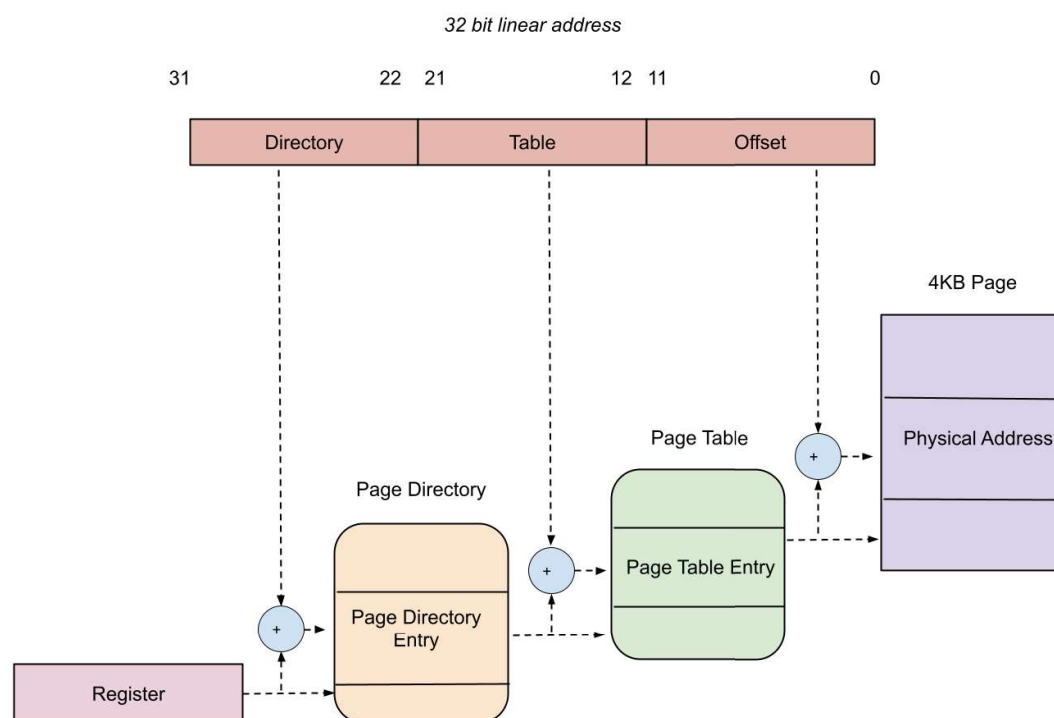 32 bit linear address
31 22 21 12 11 0
Directory Table Offset
4KB Page
Physical Address
+
Page Table
+
Page Table Entry
Page Directory
+
Page Directory
Entry
Register